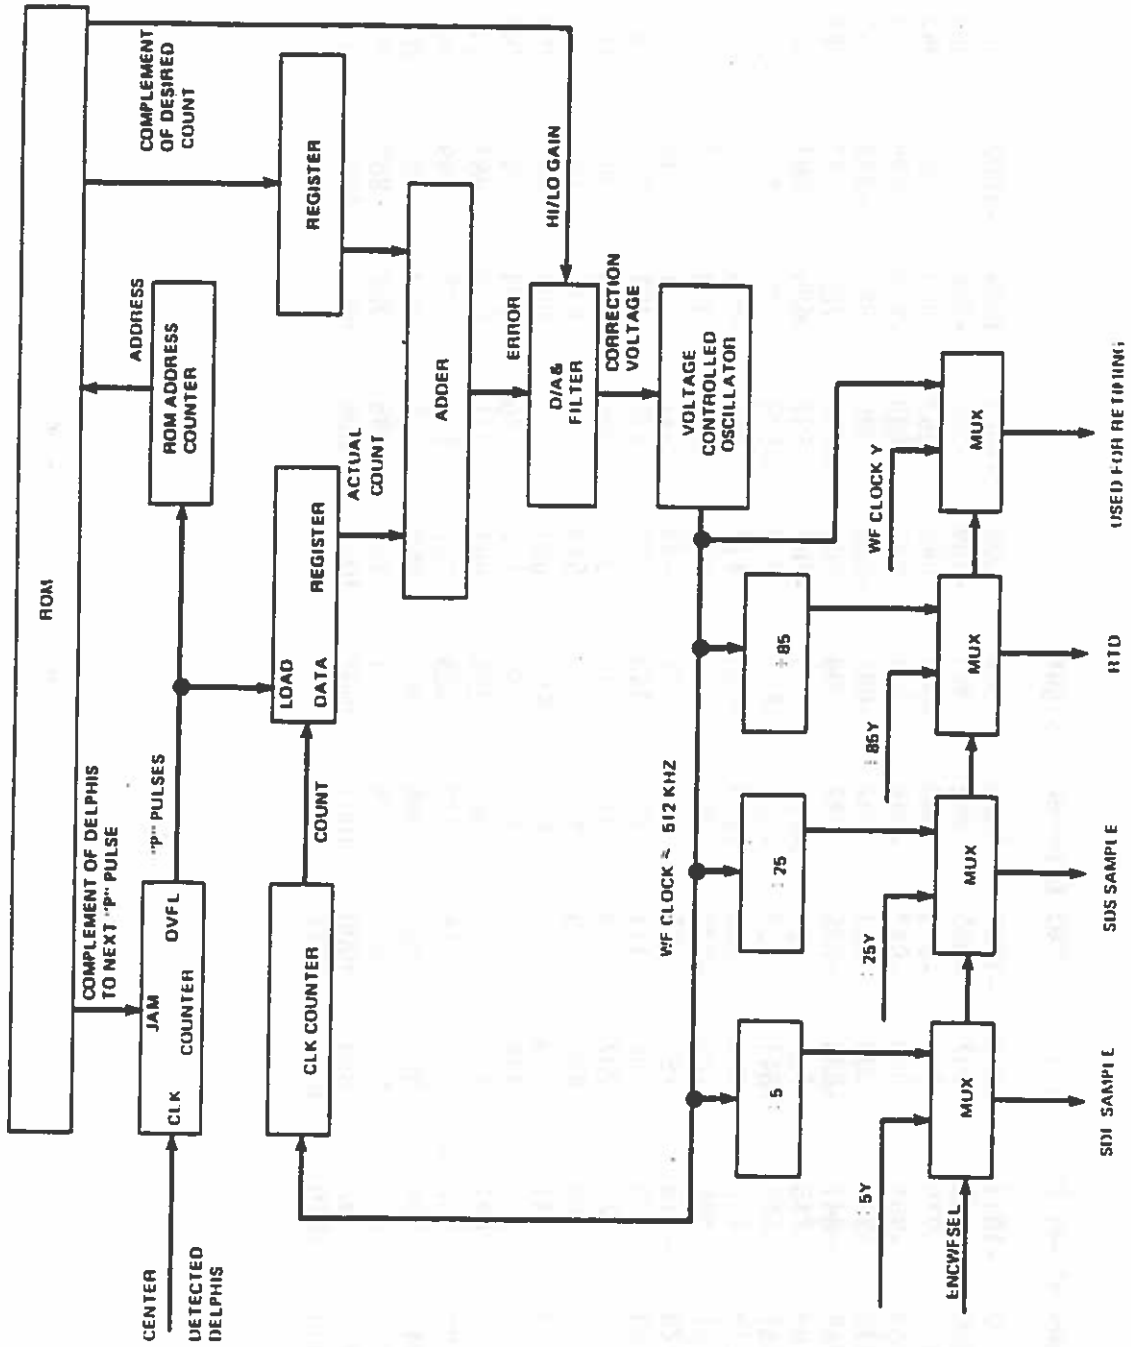 ROM
COMPLEMENT OF DELPHIS
TO NEXT "P" PULSE
ADDRESS
COMPLEMENT
OF DESIRED
COUNT
CENTER
DETECTED
DELPHIS
JAM
CLK
COUNTER
OVFL
"P" PULSES
ROM ADDRESS
COUNTER
CLK COUNTER
COUNT
LOAD
DATA
REGISTER
REGISTER
ACTUAL
COUNT
ADDER
ERROR
HI/LO GAIN
D/A&
FILTER
CORRECTION
VOLTAGE
VOLTAGE
CONTROLLED
OSCILLATOR
WF CLOCK ≈ 512 KHZ
÷ 5
÷ 25
÷ 85
÷ 5Y
÷ 25Y
÷ 85Y
WF CLOCK Y
ENCWFSEL
MUX
MUX
MUX
MUX
SDI SAMPLE
SDS SAMPLE
RTD
USED FOR RETIMING